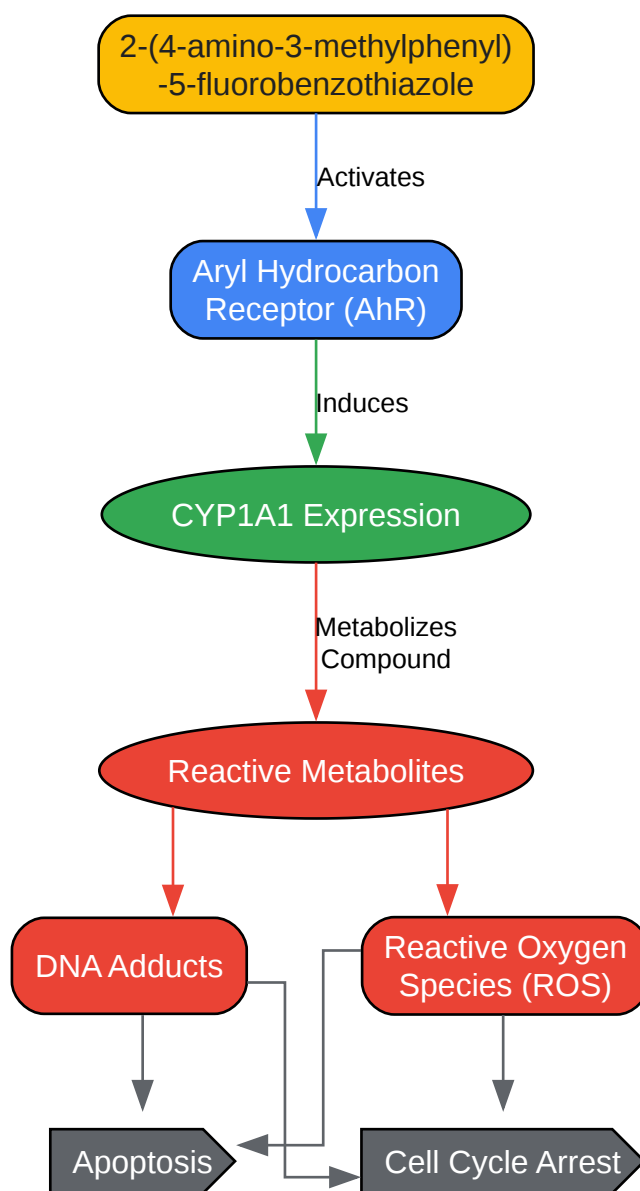 2-(4-amino-3-methylphenyl)
-5-fluorobenzothiazole
Activates
Aryl Hydrocarbon
Receptor (AhR)
Induces
CYP1A1 Expression
Metabolizes
Compound
Reactive Metabolites
DNA Adducts
Reactive Oxygen
Species (ROS)
Apoptosis
Cell Cycle Arrest